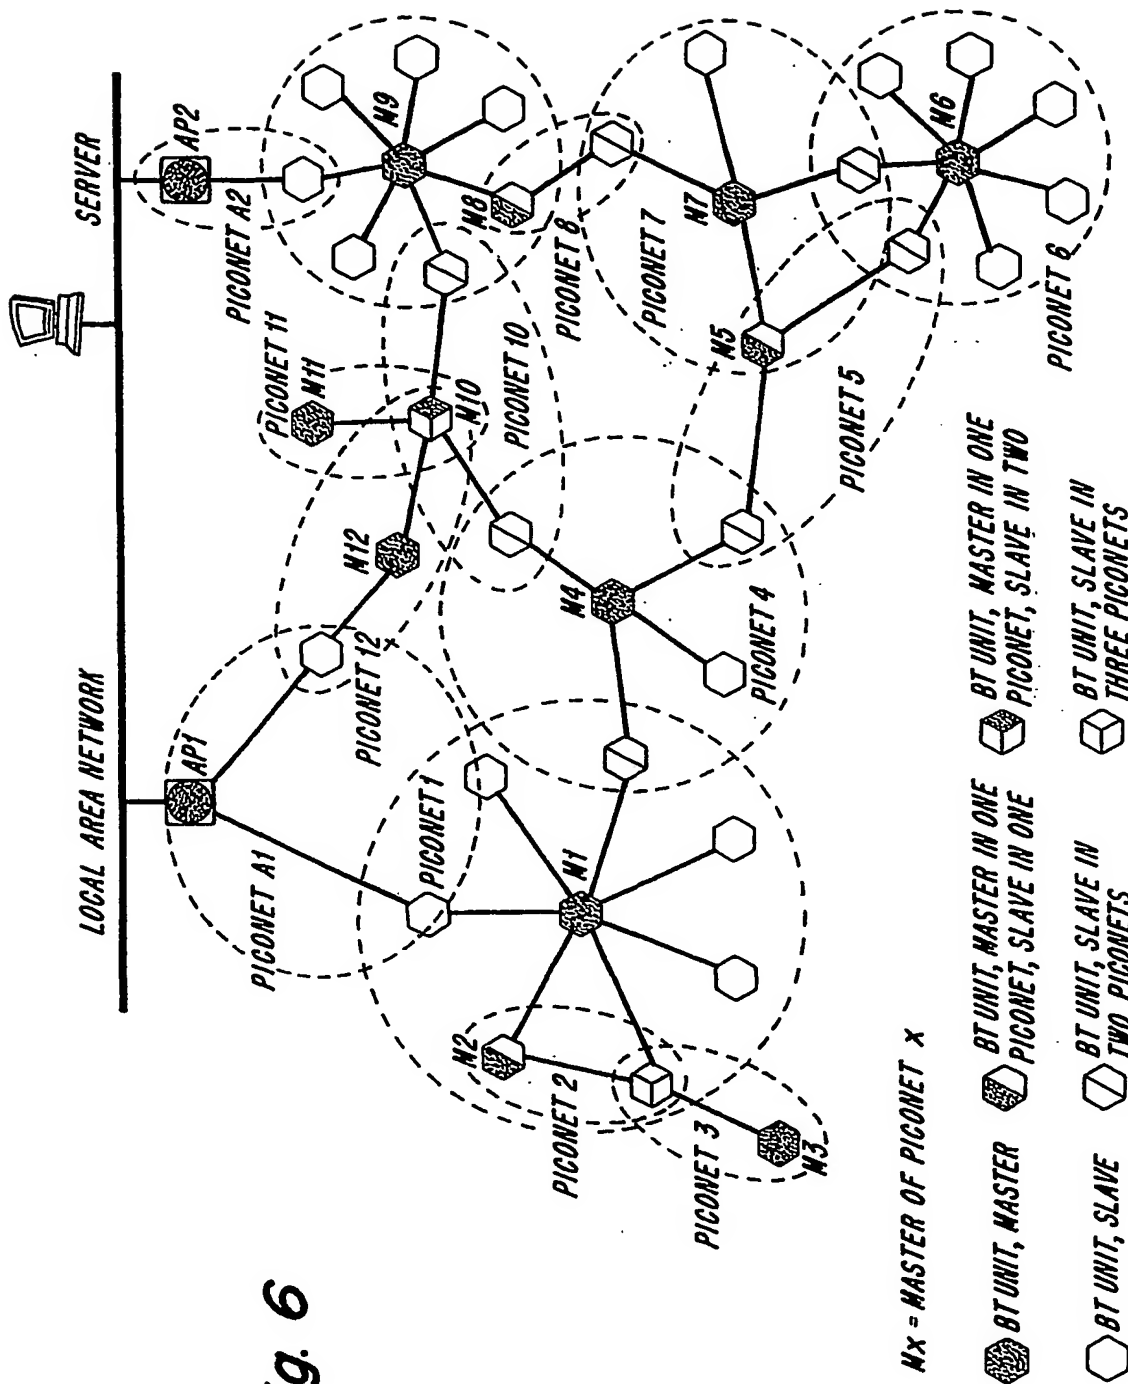 Fig. 6
LOCAL AREA NETWORK
SERVER
AP1
AP2
PICONET A1
PICONET A2
PICONET 12
PICONET 11
M11
M12
M10
PICONET 10
M9
M8
PICONET 8
PICONET 1
M1
M2
PICONET 2
PICONET 3
M3
M4
PICONET 4
PICONET 7
M7
M5
PICONET 5
M6
PICONET 6
Mx = MASTER OF PICONET x
BT UNIT, MASTER
BT UNIT, MASTER IN ONE
PICONET, SLAVE IN ONE
BT UNIT, MASTER IN ONE
PICONET, SLAVE IN TWO
BT UNIT, SLAVE
BT UNIT, SLAVE IN
TWO PICONETS
BT UNIT, SLAVE IN
THREE PICONETS